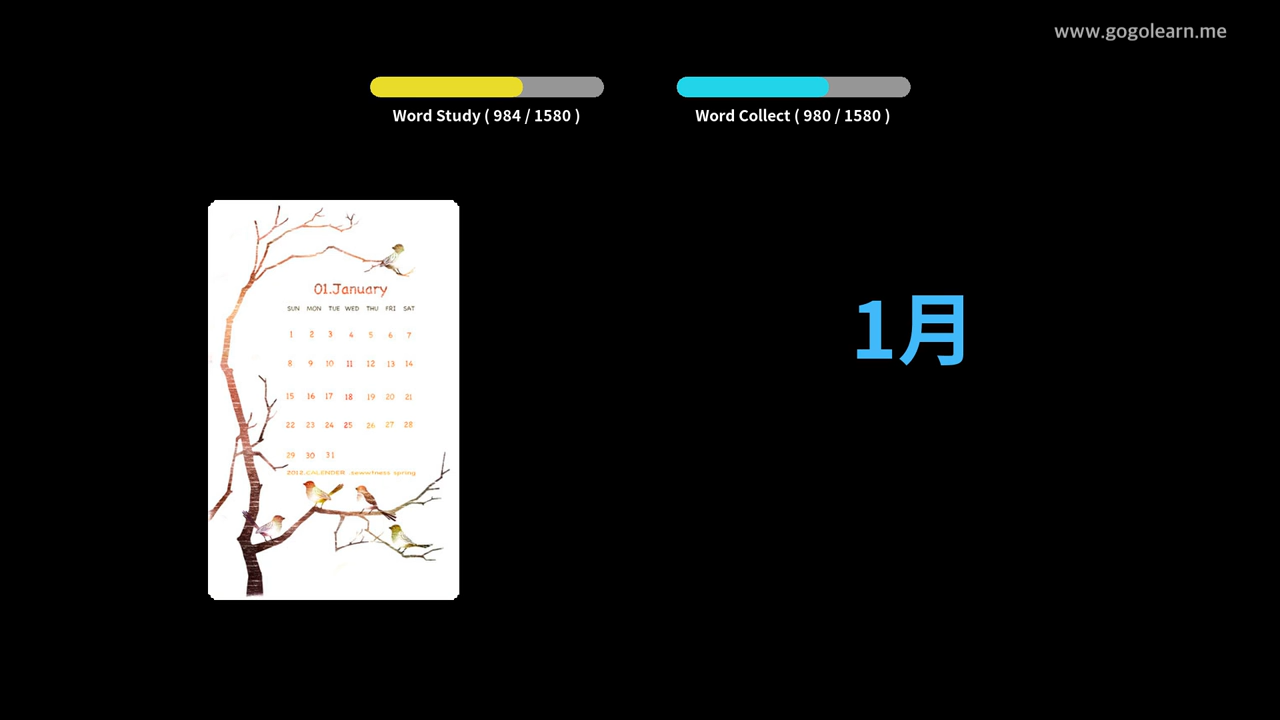 www.gogolearn.me
Word Study ( 984 / 1580 )
Word Collect ( 980 / 1580 )
01.January
SUN MON TUE WED THU FRI SAT
1 2 3 4 5 6 7
8 9 10 11 12 13 14
15 16 17 18 19 20 21
22 23 24 25 26 27 28
29 30 31
CALENDER spring
1月